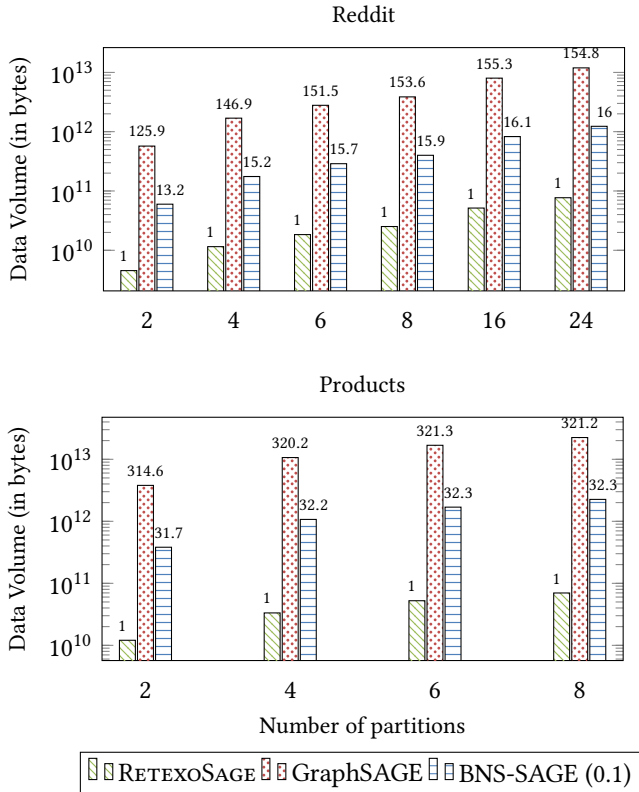 Reddit
Data Volume (in bytes)
10^13
10^12
10^11
10^10
1 125.9 13.2
1 146.9 15.2
1 151.5 15.7
1 153.6 15.9
1 155.3 16.1
1 154.8 16
2 4 6 8 16 24
Products
Data Volume (in bytes)
10^13
10^12
10^11
10^10
1 314.6 31.7
1 320.2 32.2
1 321.3 32.3
1 321.2 32.3
2 4 6 8
Number of partitions
RETEXOSAGE GraphSAGE BNS-SAGE (0.1)